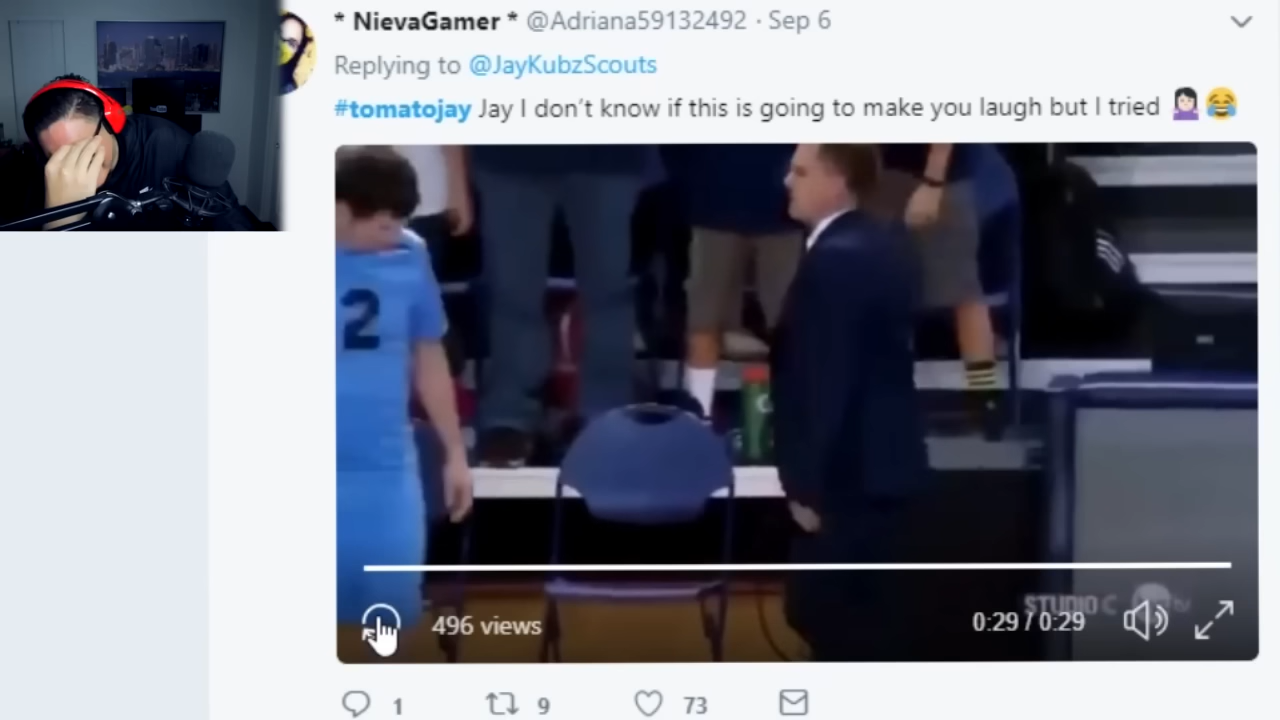 * NievaGamer * @Adriana59132492 · Sep 6
Replying to @JayKubzScouts
#tomatojay Jay I don't know if this is going to make you laugh but I tried 🤷🏻‍♀️😂
2
STUDIO C
tv
496 views
0:29 / 0:29
1
9
73